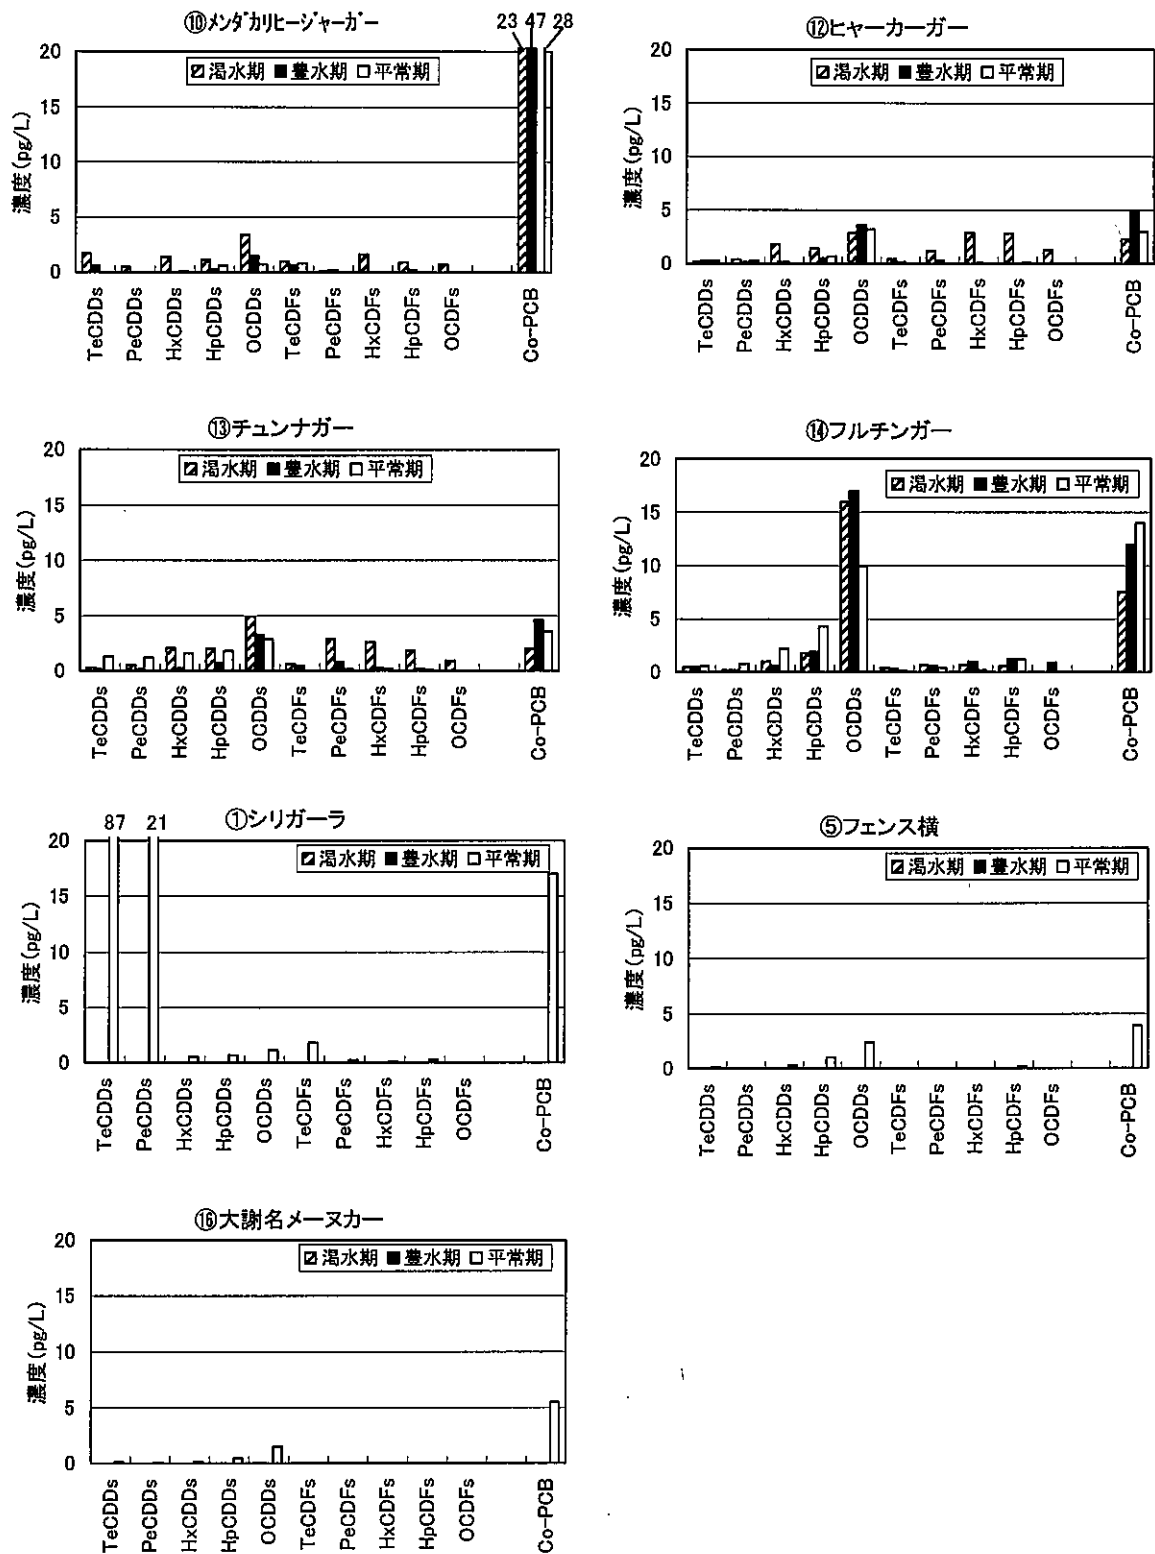 ⑩メンダカリヒージャーガー
23 47 28
20
15
10
5
0
濃度(pg/L)
渇水期 豊水期 平常期
TeCDDs
PeCDDs
HxCDDs
HpCDDs
OCDDs
TeCDFs
PeCDFs
HxCDFs
HpCDFs
OCDFs
Co-PCB
⑫ヒャーカーガー
20
15
10
5
0
濃度(pg/L)
渇水期 豊水期 平常期
TeCDDs
PeCDDs
HxCDDs
HpCDDs
OCDDs
TeCDFs
PeCDFs
HxCDFs
HpCDFs
OCDFs
Co-PCB
⑬チュンナガー
20
15
10
5
0
濃度(pg/L)
渇水期 豊水期 平常期
TeCDDs
PeCDDs
HxCDDs
HpCDDs
OCDDs
TeCDFs
PeCDFs
HxCDFs
HpCDFs
OCDFs
Co-PCB
⑭フルチンガー
20
15
10
5
0
濃度(pg/L)
渇水期 豊水期 平常期
TeCDDs
PeCDDs
HxCDDs
HpCDDs
OCDDs
TeCDFs
PeCDFs
HxCDFs
HpCDFs
OCDFs
Co-PCB
①シリガーラ
87 21
20
15
10
5
0
濃度(pg/L)
渇水期 豊水期 平常期
TeCDDs
PeCDDs
HxCDDs
HpCDDs
OCDDs
TeCDFs
PeCDFs
HxCDFs
HpCDFs
OCDFs
Co-PCB
⑤フェンス横
20
15
10
5
0
濃度(pg/L)
渇水期 豊水期 平常期
TeCDDs
PeCDDs
HxCDDs
HpCDDs
OCDDs
TeCDFs
PeCDFs
HxCDFs
HpCDFs
OCDFs
Co-PCB
⑯大謝名メーヌカー
20
15
10
5
0
濃度(pg/L)
渇水期 豊水期 平常期
TeCDDs
PeCDDs
HxCDDs
HpCDDs
OCDDs
TeCDFs
PeCDFs
HxCDFs
HpCDFs
OCDFs
Co-PCB